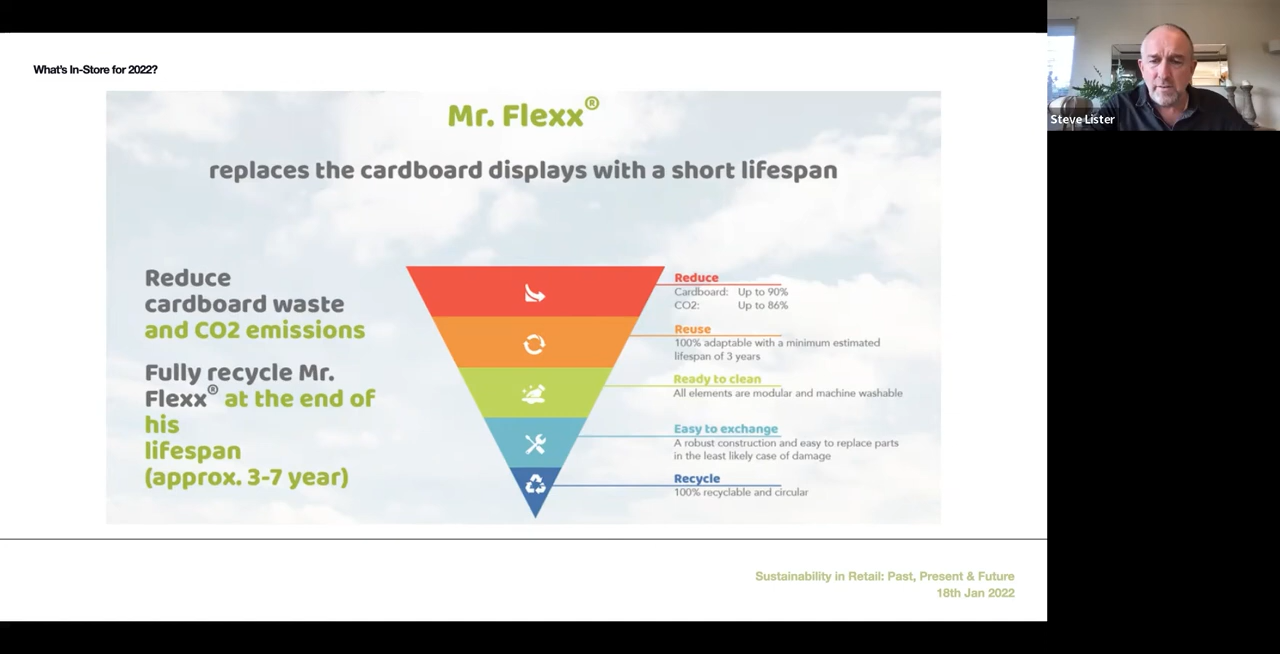 What's In-Store for 2022?
Mr. Flexx®
replaces the cardboard displays with a short lifespan
Reduce
cardboard waste
and CO2 emissions
Fully recycle Mr.
Flexx® at the end of
his
lifespan
(approx. 3-7 year)
Reduce
Cardboard: Up to 90%
CO2: Up to 86%
Reuse
100% adaptable with a minimum estimated
lifespan of 3 years
Ready to clean
All elements are modular and machine washable
Easy to exchange
A robust construction and easy to replace parts
in the least likely case of damage
Recycle
100% recyclable and circular
Sustainability in Retail: Past, Present & Future
18th Jan 2022
Steve Lister